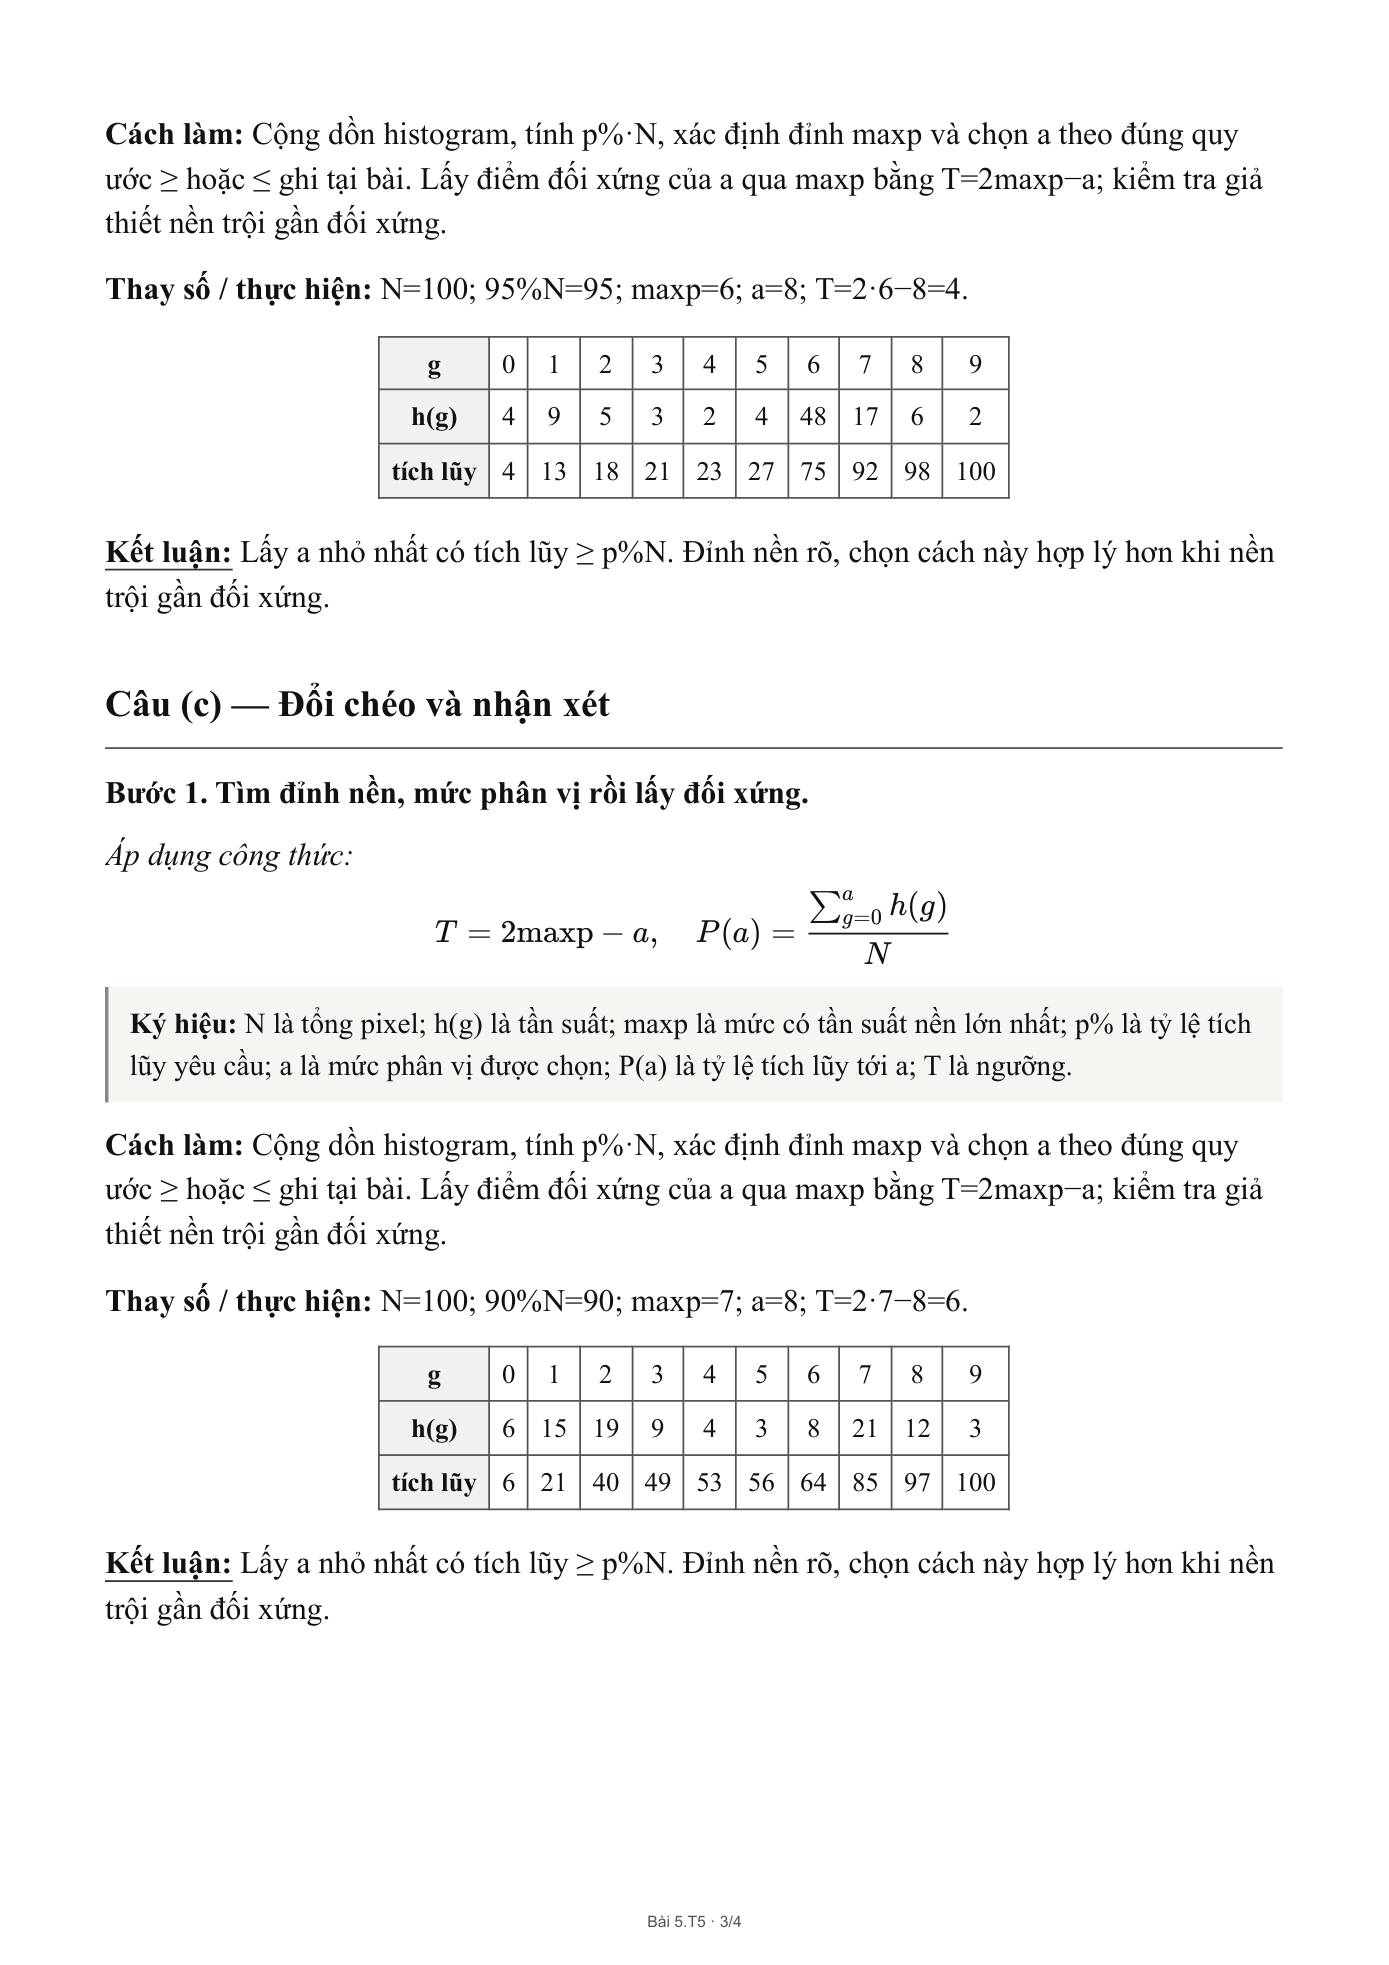 Cách làm: Cộng dồn histogram, tính p%·N, xác định đỉnh maxp và chọn a theo đúng quy
ước ≥ hoặc ≤ ghi tại bài. Lấy điểm đối xứng của a qua maxp bằng T=2maxp−a; kiểm tra giả
thiết nền trội gần đối xứng.
Thay số / thực hiện: N=100; 95%N=95; maxp=6; a=8; T=2·6−8=4.
g 0 1 2 3 4 5 6 7 8 9
h(g) 4 9 5 3 2 4 48 17 6 2
tích lũy 4 13 18 21 23 27 75 92 98 100
Kết luận: Lấy a nhỏ nhất có tích lũy ≥ p%N. Đỉnh nền rõ, chọn cách này hợp lý hơn khi nền
trội gần đối xứng.
Câu (c) — Đổi chéo và nhận xét
Bước 1. Tìm đỉnh nền, mức phân vị rồi lấy đối xứng.
Áp dụng công thức:
T = 2maxp − a, P(a) = ∑_{g=0}^{a} h(g) / N
Ký hiệu: N là tổng pixel; h(g) là tần suất; maxp là mức có tần suất nền lớn nhất; p% là tỷ lệ tích
lũy yêu cầu; a là mức phân vị được chọn; P(a) là tỷ lệ tích lũy tới a; T là ngưỡng.
Cách làm: Cộng dồn histogram, tính p%·N, xác định đỉnh maxp và chọn a theo đúng quy
ước ≥ hoặc ≤ ghi tại bài. Lấy điểm đối xứng của a qua maxp bằng T=2maxp−a; kiểm tra giả
thiết nền trội gần đối xứng.
Thay số / thực hiện: N=100; 90%N=90; maxp=7; a=8; T=2·7−8=6.
g 0 1 2 3 4 5 6 7 8 9
h(g) 6 15 19 9 4 3 8 21 12 3
tích lũy 6 21 40 49 53 56 64 85 97 100
Kết luận: Lấy a nhỏ nhất có tích lũy ≥ p%N. Đỉnh nền rõ, chọn cách này hợp lý hơn khi nền
trội gần đối xứng.
Bài 5.T5 · 3/4